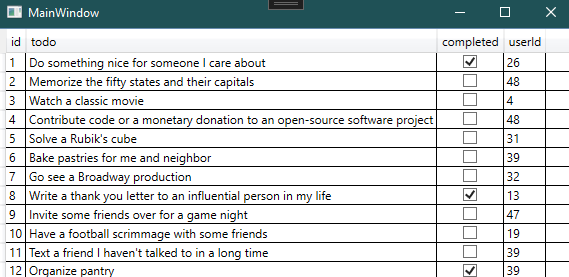 MainWindow
id todo completed userId
1 Do something nice for someone I care about 26
2 Memorize the fifty states and their capitals 48
3 Watch a classic movie 4
4 Contribute code or a monetary donation to an open-source software project 48
5 Solve a Rubik's cube 31
6 Bake pastries for me and neighbor 39
7 Go see a Broadway production 32
8 Write a thank you letter to an influential person in my life 13
9 Invite some friends over for a game night 47
10 Have a football scrimmage with some friends 19
11 Text a friend I haven't talked to in a long time 39
12 Organize pantry 39